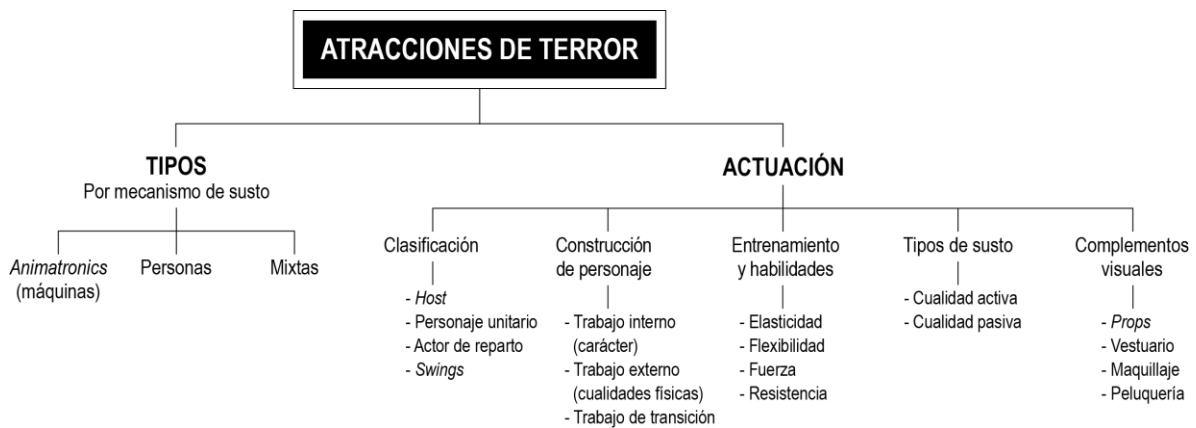 ATRACCIONES DE TERROR
TIPOS
Por mecanismo de susto
Animatronics
(máquinas)
Personas
Mixtas
ACTUACIÓN
Clasificación
- Host
- Personaje unitario
- Actor de reparto
- Swings
Construcción
de personaje
- Trabajo interno
(carácter)
- Trabajo externo
(cualidades físicas)
- Trabajo de transición
Entrenamiento
y habilidades
- Elasticidad
- Flexibilidad
- Fuerza
- Resistencia
Tipos de susto
- Cualidad activa
- Cualidad pasiva
Complementos
visuales
- Props
- Vestuario
- Maquillaje
- Peluquería